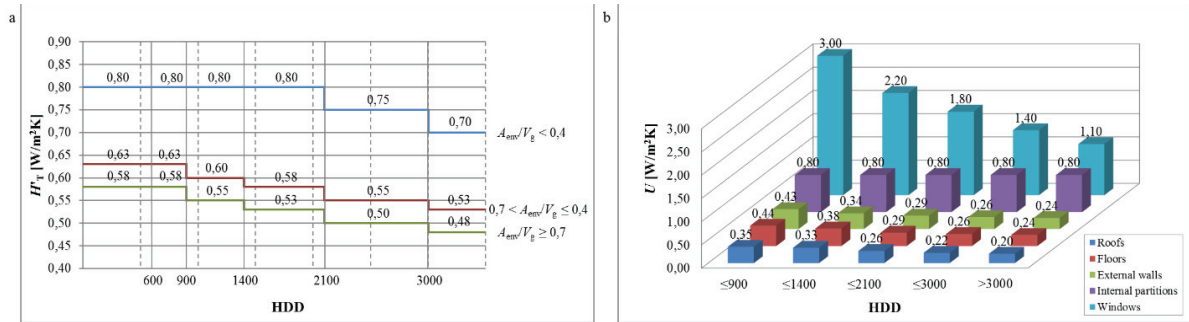 a
H'T [W/m²K]
0,90
0,85
0,80
0,75
0,70
0,65
0,60
0,55
0,50
0,45
0,40
0,80 0,80 0,80 0,80
0,75
0,70
0,63 0,63
0,60
0,58
0,55
0,53
0,58 0,58
0,55
0,53
0,50
0,48
Aenv/Vg < 0,4
0,7 < Aenv/Vg ≤ 0,4
Aenv/Vg ≥ 0,7
600 900 1400 2100 3000
HDD
b
U [W/m²K]
3,00
2,50
2,00
1,50
1,00
0,50
0,00
3,00 2,20 1,80 1,40 1,10
0,80 0,80 0,80 0,80 0,80
0,43 0,34 0,29 0,26 0,24
0,44 0,38 0,29 0,26 0,24
0,35 0,33 0,26 0,22 0,20
≤900 ≤1400 ≤2100 ≤3000 >3000
HDD
Roofs
Floors
External walls
Internal partitions
Windows